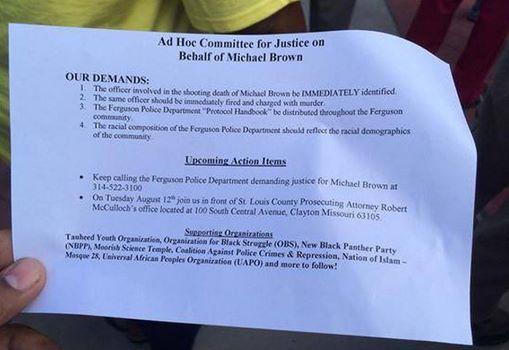 Ad Hoc Committee for Justice on
Behalf of Michael Brown
OUR DEMANDS:
1. The officer involved in the shooting death of Michael Brown be IMMEDIATELY identified.
2. The same officer should be immediately fired and charged with murder.
3. The Ferguson Police Department "Protocol Handbook" be distributed throughout the Ferguson
community.
4. The racial composition of the Ferguson Police Department should reflect the racial demographics
of the community.
Upcoming Action Items
• Keep calling the Ferguson Police Department demanding justice for Michael Brown at
314-522-3100
• On Tuesday August 12th join us in front of St. Louis County Prosecuting Attorney Robert
McCulloch's office located at 100 South Central Avenue, Clayton Missouri 63105.
Supporting Organizations
Tauheed Youth Organization, Organization for Black Struggle (OBS), New Black Panther Party
(NBPP), Moorish Science Temple, Coalition Against Police Crimes & Repression, Nation of Islam –
Mosque 28, Universal African Peoples Organization (UAPO) and more to follow!